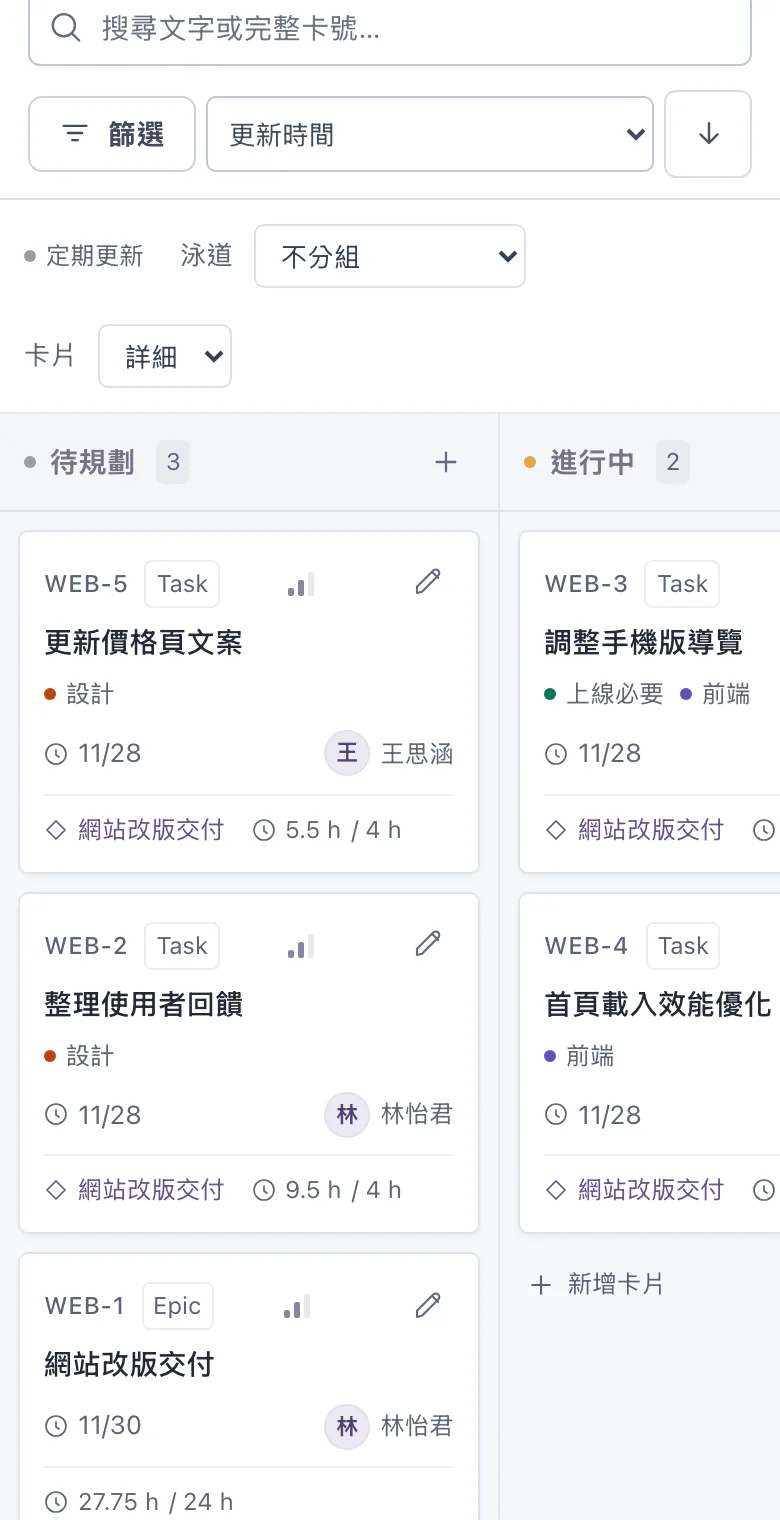 搜尋文字或完整卡號...
篩選
更新時間
定期更新
泳道
不分組
卡片
詳細
待規劃 3
WEB-5 Task
更新價格頁文案
設計
11/28
王 王思涵
網站改版交付 5.5 h / 4 h
WEB-2 Task
整理使用者回饋
設計
11/28
林 林怡君
網站改版交付 9.5 h / 4 h
WEB-1 Epic
網站改版交付
11/30
林 林怡君
27.75 h / 24 h
進行中 2
WEB-3 Task
調整手機版導覽
上線必要 前端
11/28
網站改版交付
WEB-4 Task
首頁載入效能優化
前端
11/28
網站改版交付
新增卡片